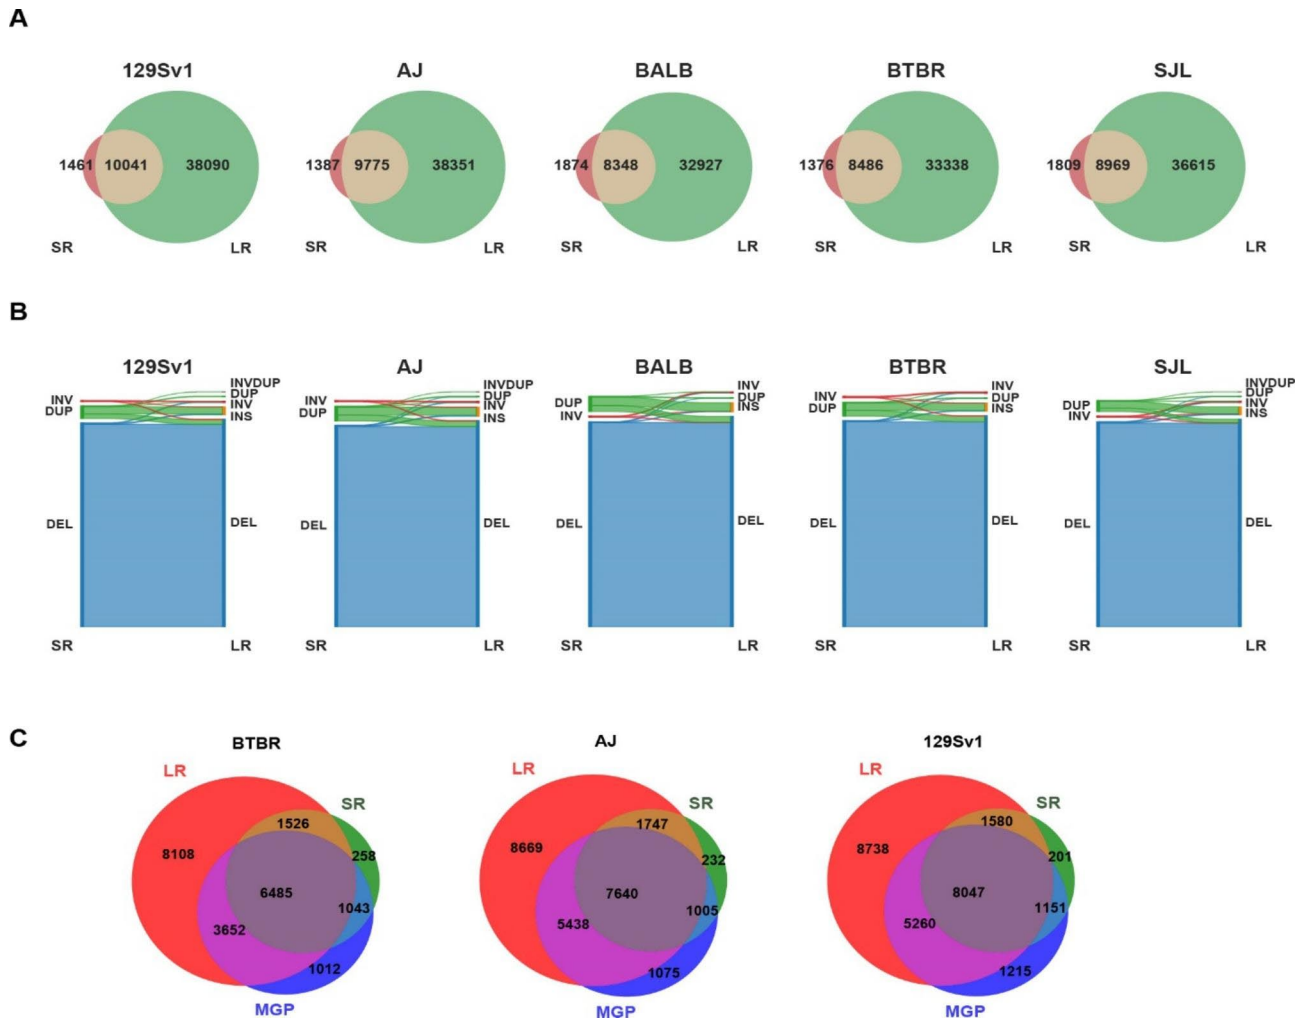 A
129Sv1 AJ BALB BTBR SJL
1461 10041 38090 1387 9775 38351 1874 8348 32927 1376 8486 33338 1809 8969 36615
SR LR SR LR SR LR SR LR SR LR
B
129Sv1 AJ BALB BTBR SJL
INV
DUP
DEL
INVDUP
DUP
INV
INS
DEL
SR LR
INV
DUP
DEL
INVDUP
DUP
INV
INS
DEL
SR LR
DUP
INV
DEL
INV
DUP
INS
DEL
SR LR
INV
DUP
DEL
INV
DUP
INS
DEL
SR LR
DUP
INV
DEL
INVDUP
DUP
INV
INS
DEL
SR LR
C
BTBR
LR
SR
1526
8108
258
6485
1043
3652
1012
MGP
AJ
LR
SR
1747
8669
232
7640
1005
5438
1075
MGP
129Sv1
LR
SR
1580
8738
201
8047
1151
5260
1215
MGP